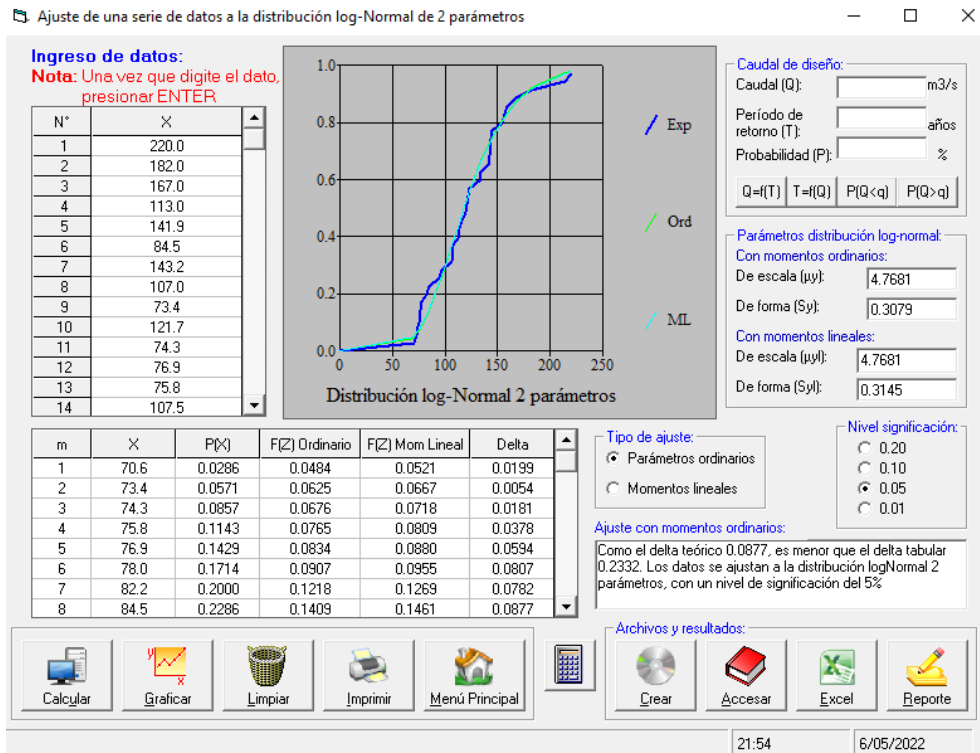 Ajuste de una serie de datos a la distribución log-Normal de 2 parámetros
Ingreso de datos:
Nota: Una vez que digite el dato,
presionar ENTER
N° X
1 220.0
2 182.0
3 167.0
4 113.0
5 141.9
6 84.5
7 143.2
8 107.0
9 73.4
10 121.7
11 74.3
12 76.9
13 75.8
14 107.5
1.0
0.8
0.6
0.4
0.2
0.0
0 50 100 150 200 250
Exp
Ord
ML
Distribución log-Normal 2 parámetros
Caudal de diseño:
Caudal (Q): m3/s
Período de
retorno (T): años
Probabilidad (P): %
Q=f(T) T=f(Q) P(Q<q) P(Q>q)
Parámetros distribución log-normal:
Con momentos ordinarios:
De escala (µy): 4.7681
De forma (Sy): 0.3079
Con momentos lineales:
De escala (µyl): 4.7681
De forma (Syl): 0.3145
m X P(X) F(Z) Ordinario F(Z) Mom Lineal Delta
1 70.6 0.0286 0.0484 0.0521 0.0199
2 73.4 0.0571 0.0625 0.0667 0.0054
3 74.3 0.0857 0.0676 0.0718 0.0181
4 75.8 0.1143 0.0765 0.0809 0.0378
5 76.9 0.1429 0.0834 0.0880 0.0594
6 78.0 0.1714 0.0907 0.0955 0.0807
7 82.2 0.2000 0.1218 0.1269 0.0782
8 84.5 0.2286 0.1409 0.1461 0.0877
Tipo de ajuste:
Parámetros ordinarios
Momentos lineales
Nivel significación:
0.20
0.10
0.05
0.01
Ajuste con momentos ordinarios:
Como el delta teórico 0.0877, es menor que el delta tabular
0.2332. Los datos se ajustan a la distribución logNormal 2
parámetros, con un nivel de significación del 5%
Calcular Graficar Limpiar Imprimir Menú Principal
Archivos y resultados:
Crear Accesar Excel Reporte
21:54 6/05/2022